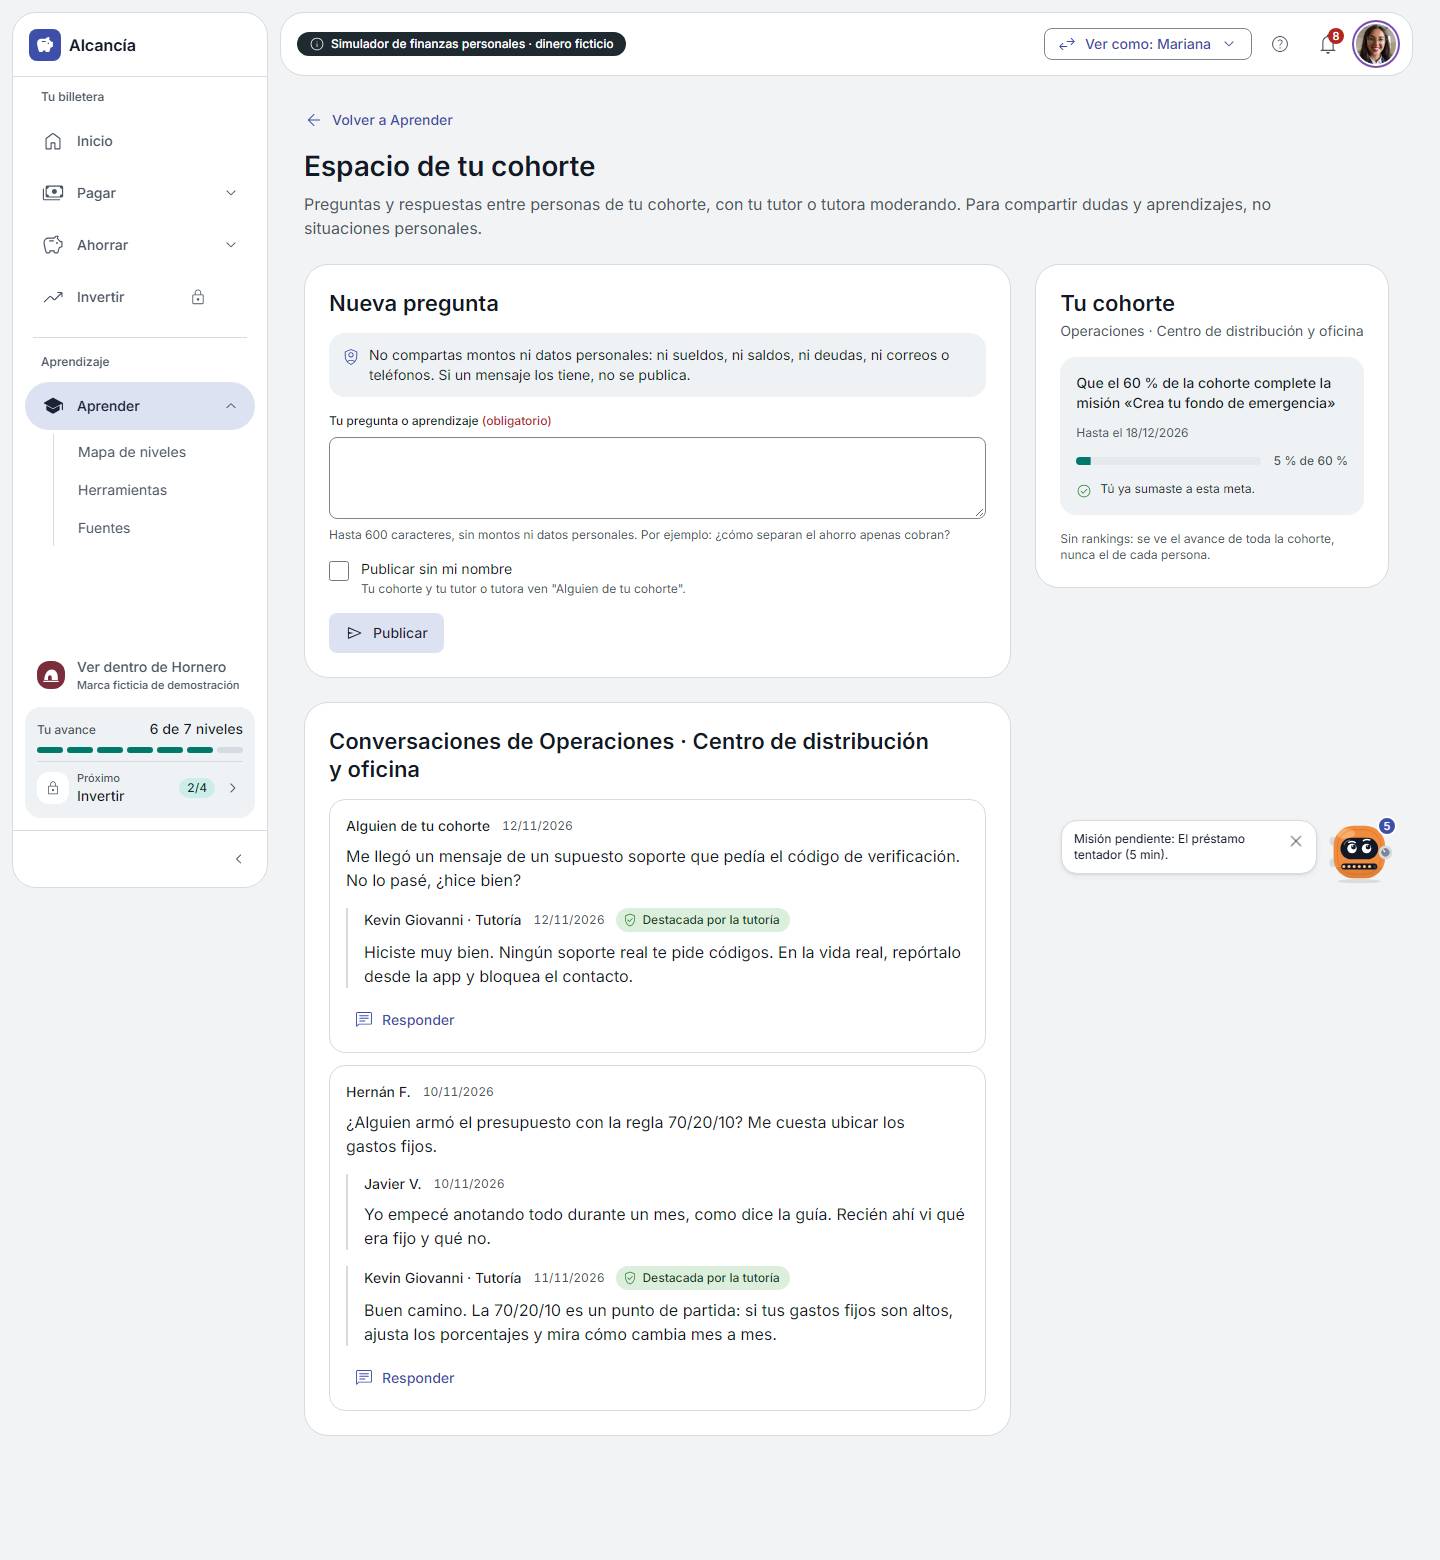 Alcancía
Tu billetera
Inicio
Pagar
Ahorrar
Invertir
Aprendizaje
Aprender
Mapa de niveles
Herramientas
Fuentes
Ver dentro de Hornero
Marca ficticia de demostración
Tu avance 6 de 7 niveles
Próximo
Invertir
2/4
Simulador de finanzas personales · dinero ficticio
Ver como: Mariana
8
Volver a Aprender
Espacio de tu cohorte
Preguntas y respuestas entre personas de tu cohorte, con tu tutor o tutora moderando. Para compartir dudas y aprendizajes, no
situaciones personales.
Nueva pregunta
No compartas montos ni datos personales: ni sueldos, ni saldos, ni deudas, ni correos o
teléfonos. Si un mensaje los tiene, no se publica.
Tu pregunta o aprendizaje (obligatorio)
Hasta 600 caracteres, sin montos ni datos personales. Por ejemplo: ¿cómo separan el ahorro apenas cobran?
Publicar sin mi nombre
Tu cohorte y tu tutor o tutora ven "Alguien de tu cohorte".
Publicar
Tu cohorte
Operaciones · Centro de distribución y oficina
Que el 60 % de la cohorte complete la
misión «Crea tu fondo de emergencia»
Hasta el 18/12/2026
5 % de 60 %
Tú ya sumaste a esta meta.
Sin rankings: se ve el avance de toda la cohorte,
nunca el de cada persona.
Conversaciones de Operaciones · Centro de distribución
y oficina
Alguien de tu cohorte 12/11/2026
Me llegó un mensaje de un supuesto soporte que pedía el código de verificación.
No lo pasé, ¿hice bien?
Kevin Giovanni · Tutoría 12/11/2026 Destacada por la tutoría
Hiciste muy bien. Ningún soporte real te pide códigos. En la vida real, repórtalo
desde la app y bloquea el contacto.
Responder
Hernán F. 10/11/2026
¿Alguien armó el presupuesto con la regla 70/20/10? Me cuesta ubicar los
gastos fijos.
Javier V. 10/11/2026
Yo empecé anotando todo durante un mes, como dice la guía. Recién ahí vi qué
era fijo y qué no.
Kevin Giovanni · Tutoría 11/11/2026 Destacada por la tutoría
Buen camino. La 70/20/10 es un punto de partida: si tus gastos fijos son altos,
ajusta los porcentajes y mira cómo cambia mes a mes.
Responder
Misión pendiente: El préstamo
tentador (5 min).
5